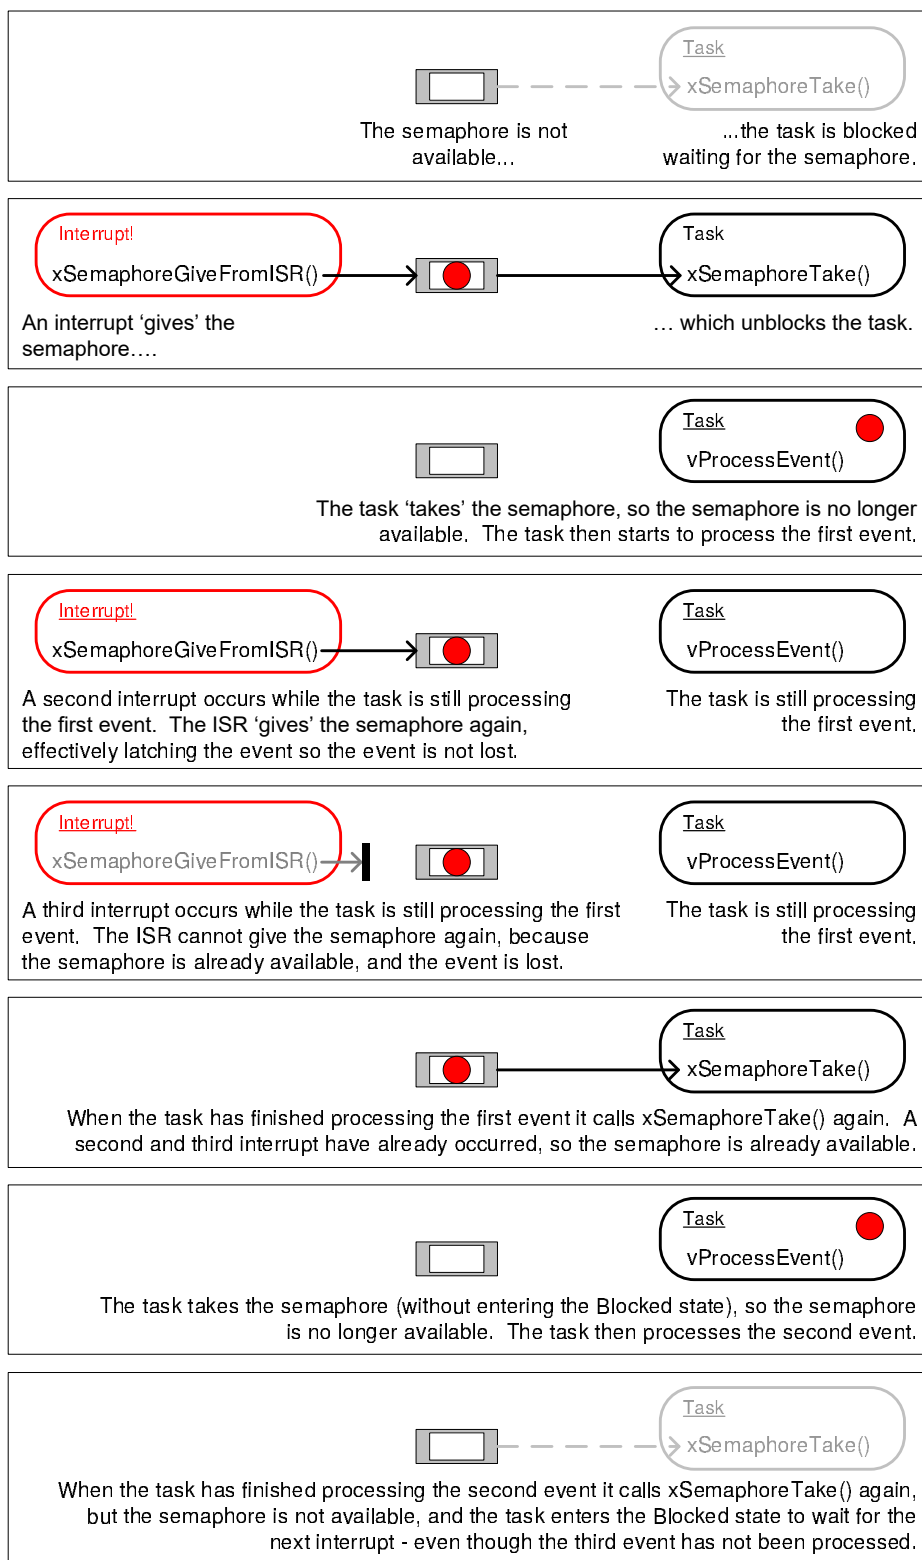 Task
xSemaphoreTake()
The semaphore is not
available...
...the task is blocked
waiting for the semaphore.
Interrupt!
xSemaphoreGiveFromISR()
Task
xSemaphoreTake()
An interrupt ‘gives’ the
semaphore….
… which unblocks the task.
Task
vProcessEvent()
The task ‘takes’ the semaphore, so the semaphore is no longer
available. The task then starts to process the first event.
Interrupt!
xSemaphoreGiveFromISR()
Task
vProcessEvent()
A second interrupt occurs while the task is still processing
the first event. The ISR ‘gives’ the semaphore again,
effectively latching the event so the event is not lost.
The task is still processing
the first event.
Interrupt!
xSemaphoreGiveFromISR()
Task
vProcessEvent()
A third interrupt occurs while the task is still processing the first
event. The ISR cannot give the semaphore again, because
the semaphore is already available, and the event is lost.
The task is still processing
the first event.
Task
xSemaphoreTake()
When the task has finished processing the first event it calls xSemaphoreTake() again. A
second and third interrupt have already occurred, so the semaphore is already available.
Task
vProcessEvent()
The task takes the semaphore (without entering the Blocked state), so the semaphore
is no longer available. The task then processes the second event.
Task
xSemaphoreTake()
When the task has finished processing the second event it calls xSemaphoreTake() again,
but the semaphore is not available, and the task enters the Blocked state to wait for the
next interrupt - even though the third event has not been processed.